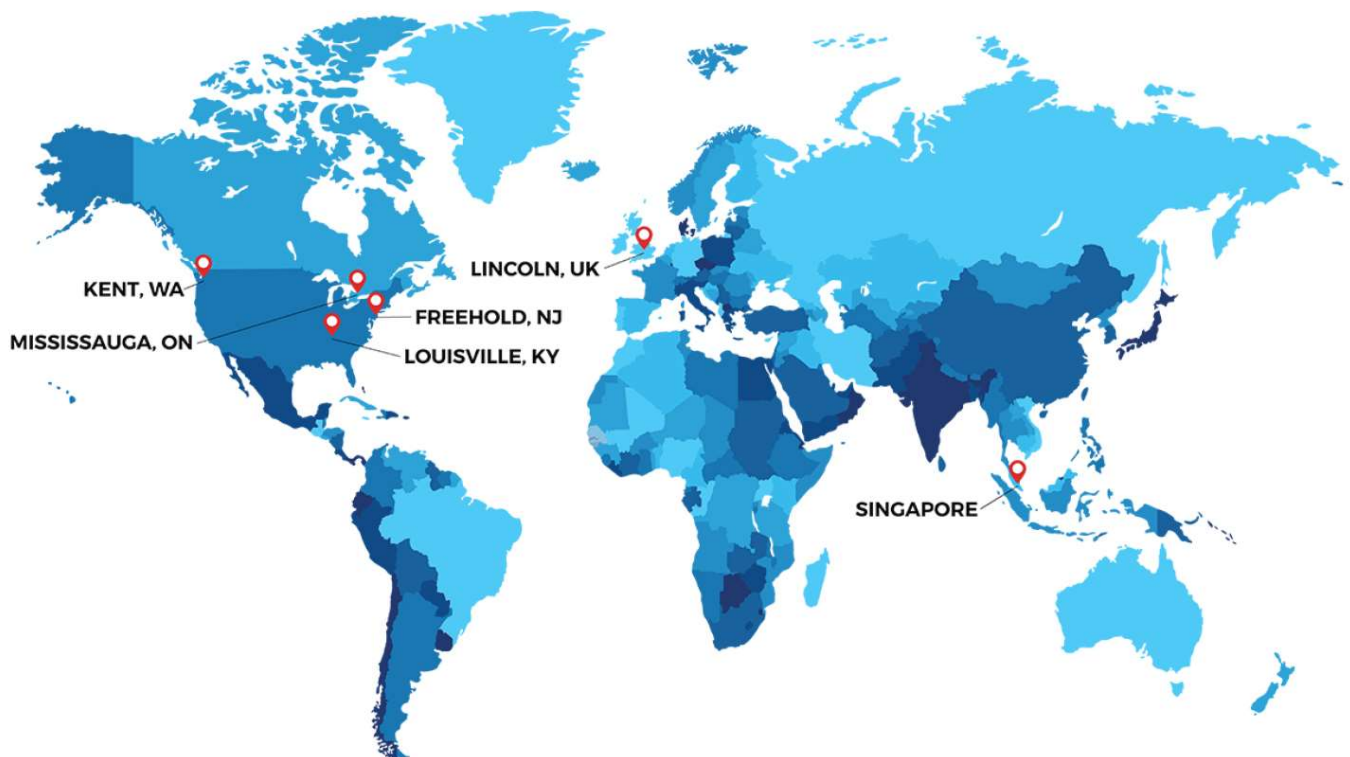 LINCOLN, UK
KENT, WA
FREEHOLD, NJ
MISSISSAUGA, ON
LOUISVILLE, KY
SINGAPORE